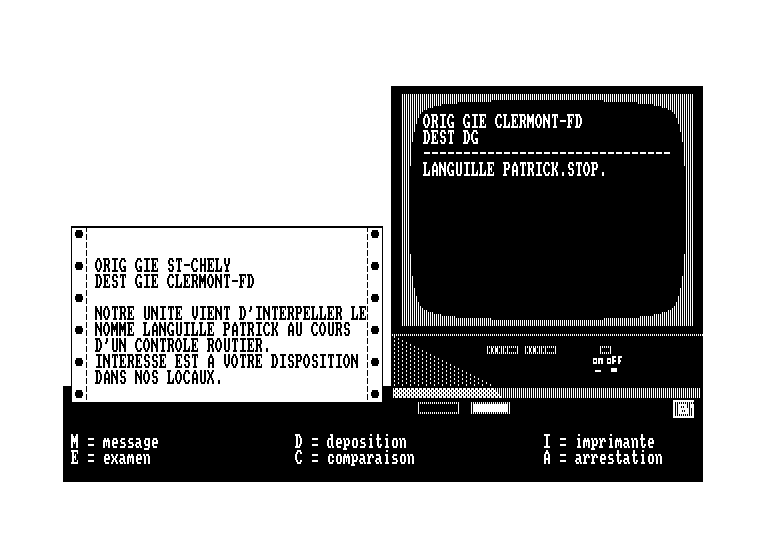 ORIG GIE CLERMONT-FD
DEST DG
-------------------------------
LANGUILLE PATRICK.STOP.
ORIG GIE ST-CHELY
DEST GIE CLERMONT-FD
NOTRE UNITE VIENT D'INTERPELLER LE
NOMME LANGUILLE PATRICK AU COURS
D'UN CONTROLE ROUTIER.
INTERESSE EST A VOTRE DISPOSITION
DANS NOS LOCAUX.
on off
M = message D = deposition I = imprimante
E = examen C = comparaison A = arrestation